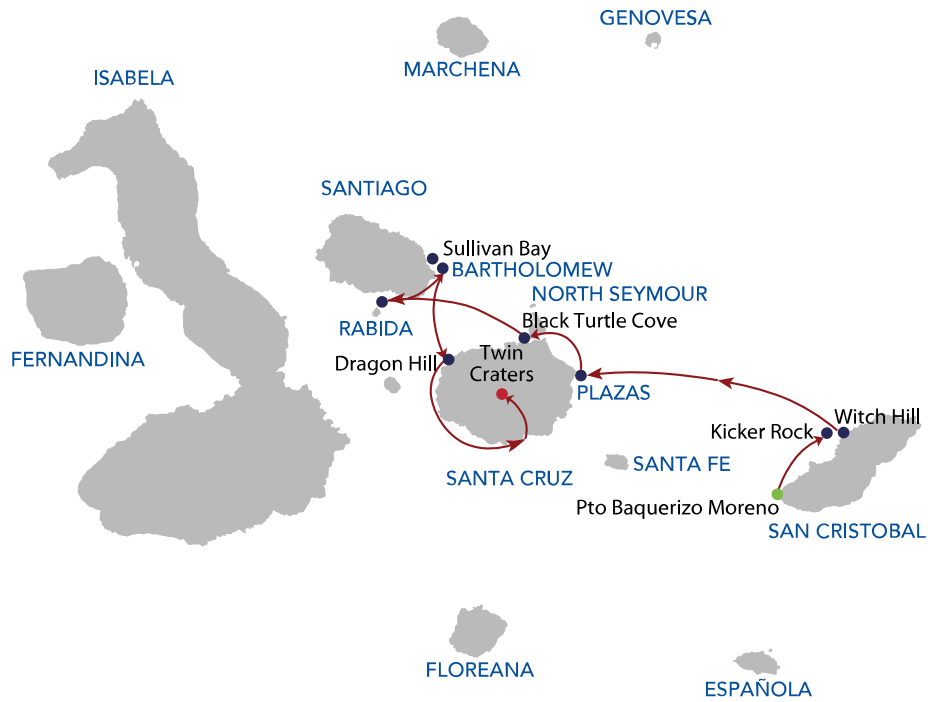 GENOVESA
MARCHENA
ISABELA
SANTIAGO
Sullivan Bay
BARTHOLOMEW
NORTH SEYMOUR
Black Turtle Cove
RABIDA
FERNANDINA
Dragon Hill
Twin
Craters
PLAZAS
Witch Hill
Kicker Rock
SANTA FE
SANTA CRUZ
Pto Baquerizo Moreno
SAN CRISTOBAL
FLOREANA
ESPAÑOLA